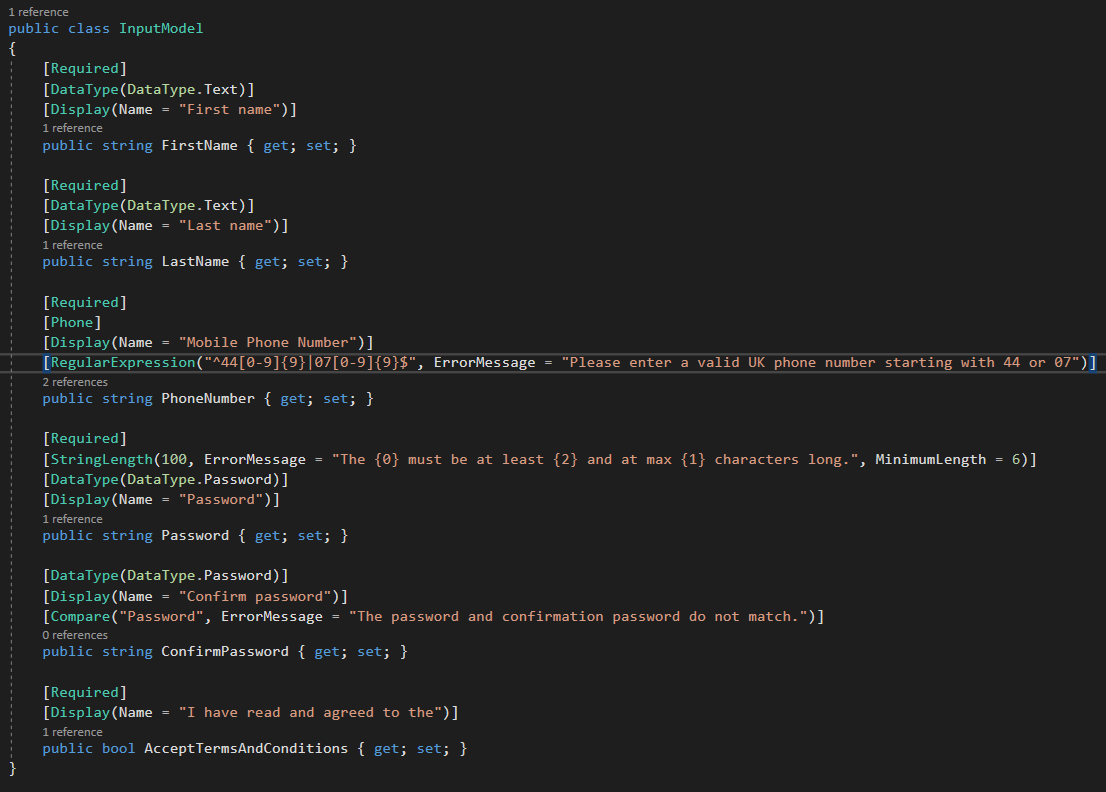 1 reference
public class InputModel
{
[Required]
[DataType(DataType.Text)]
[Display(Name = "First name")]
1 reference
public string FirstName { get; set; }
[Required]
[DataType(DataType.Text)]
[Display(Name = "Last name")]
1 reference
public string LastName { get; set; }
[Required]
[Phone]
[Display(Name = "Mobile Phone Number")]
[RegularExpression("^44[0-9]{9}|07[0-9]{9}$", ErrorMessage = "Please enter a valid UK phone number starting with 44 or 07")]
2 references
public string PhoneNumber { get; set; }
[Required]
[StringLength(100, ErrorMessage = "The {0} must be at least {2} and at max {1} characters long.", MinimumLength = 6)]
[DataType(DataType.Password)]
[Display(Name = "Password")]
1 reference
public string Password { get; set; }
[DataType(DataType.Password)]
[Display(Name = "Confirm password")]
[Compare("Password", ErrorMessage = "The password and confirmation password do not match.")]
0 references
public string ConfirmPassword { get; set; }
[Required]
[Display(Name = "I have read and agreed to the")]
1 reference
public bool AcceptTermsAndConditions { get; set; }
}